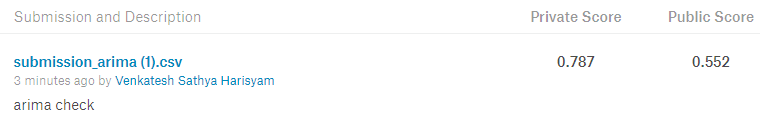 Submission and Description Private Score Public Score
submission_arima (1).csv 0.787 0.552
3 minutes ago by Venkatesh Sathya Harisyam
arima check